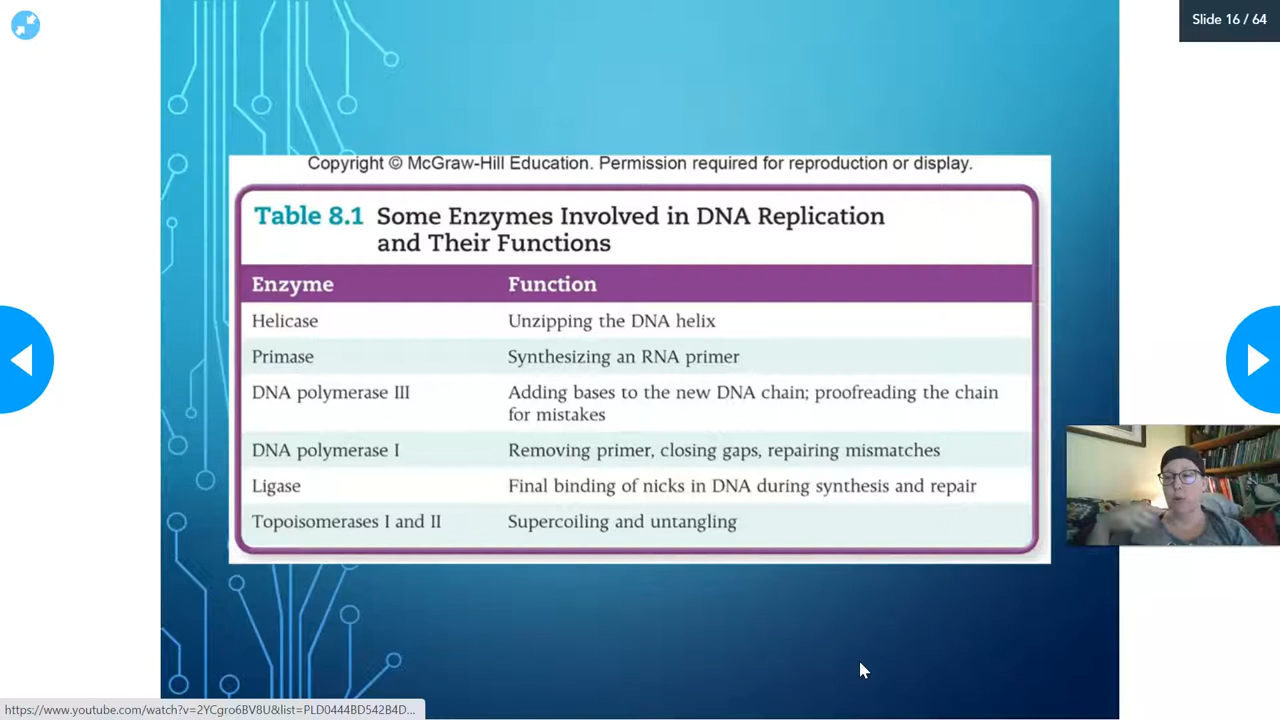 Slide 16 / 64
Copyright © McGraw-Hill Education. Permission required for reproduction or display.
Table 8.1 Some Enzymes Involved in DNA Replication
and Their Functions
Enzyme Function
Helicase Unzipping the DNA helix
Primase Synthesizing an RNA primer
DNA polymerase III Adding bases to the new DNA chain; proofreading the chain
for mistakes
DNA polymerase I Removing primer, closing gaps, repairing mismatches
Ligase Final binding of nicks in DNA during synthesis and repair
Topoisomerases I and II Supercoiling and untangling
https://www.youtube.com/watch?v=2YCgro6BV8U&list=PLD0444BD542B4D...